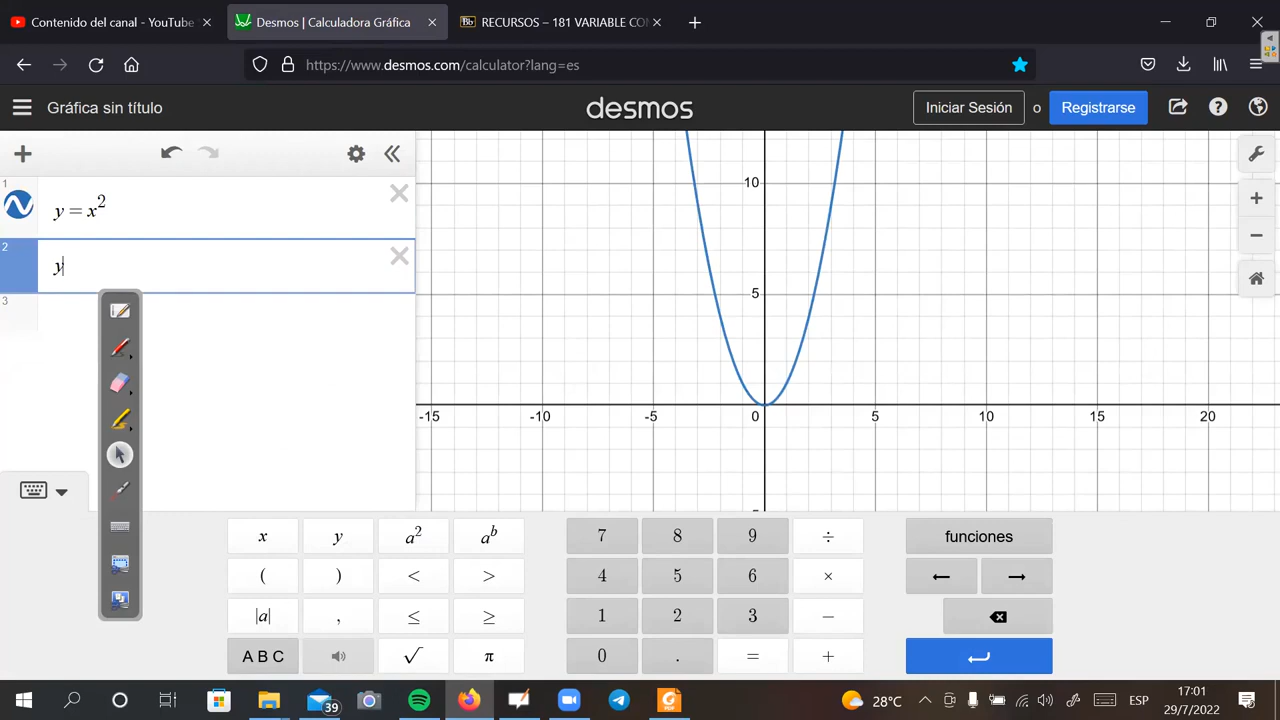 Contenido del canal - YouTube
Desmos | Calculadora Gráfica
Bb RECURSOS – 181 VARIABLE CO
https://www.desmos.com/calculator?lang=es
Gráfica sin título
desmos
Iniciar Sesión o Registrarse
1
y = x²
2
y
3
10
5
-15 -10 -5 0 5 10 15 20
x y a² aᵇ 7 8 9 ÷ funciones
( ) < > 4 5 6 × ← →
|a| , ≤ ≥ 1 2 3 −
A B C √ π 0 . = +
39 28°C ESP 17:01
29/7/2022